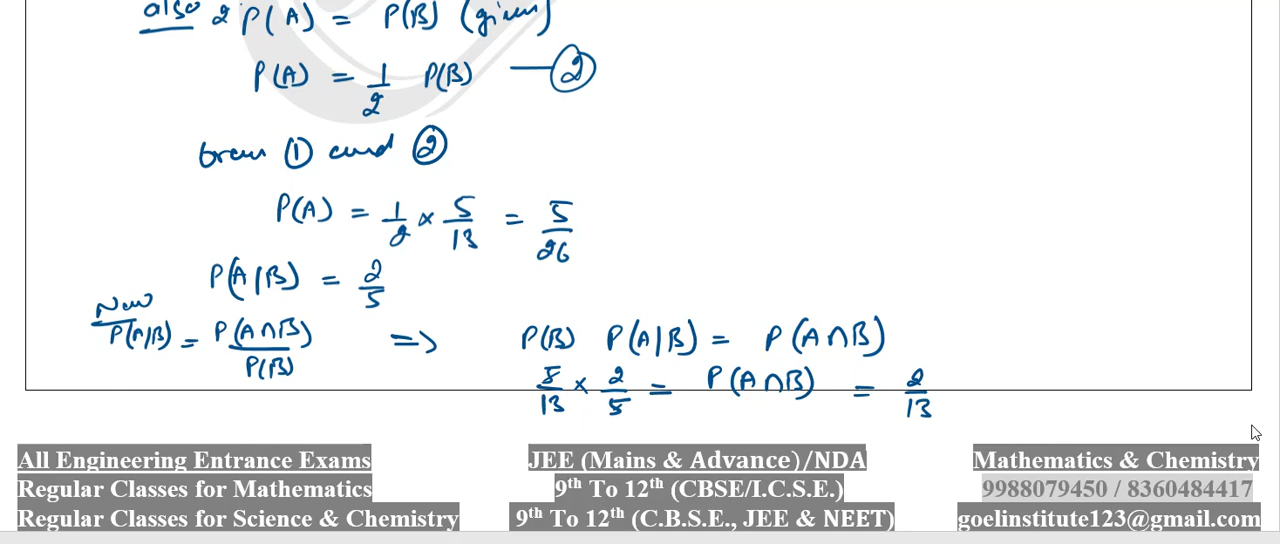 also 2 P(A) = P(B) (given)
P(A) = 1/2 P(B) — ②
from ① and ②
P(A) = 1/2 × 5/13 = 5/26
P(A|B) = 2/5
Now P(A|B) = P(A∩B)/P(B) => P(B) P(A|B) = P(A∩B)
5/13 × 2/5 = P(A∩B) = 2/13
All Engineering Entrance Exams JEE (Mains & Advance)/NDA Mathematics & Chemistry
Regular Classes for Mathematics 9th To 12th (CBSE/I.C.S.E.) 9988079450 / 8360484417
Regular Classes for Science & Chemistry 9th To 12th (C.B.S.E., JEE & NEET) goelinstitute123@gmail.com